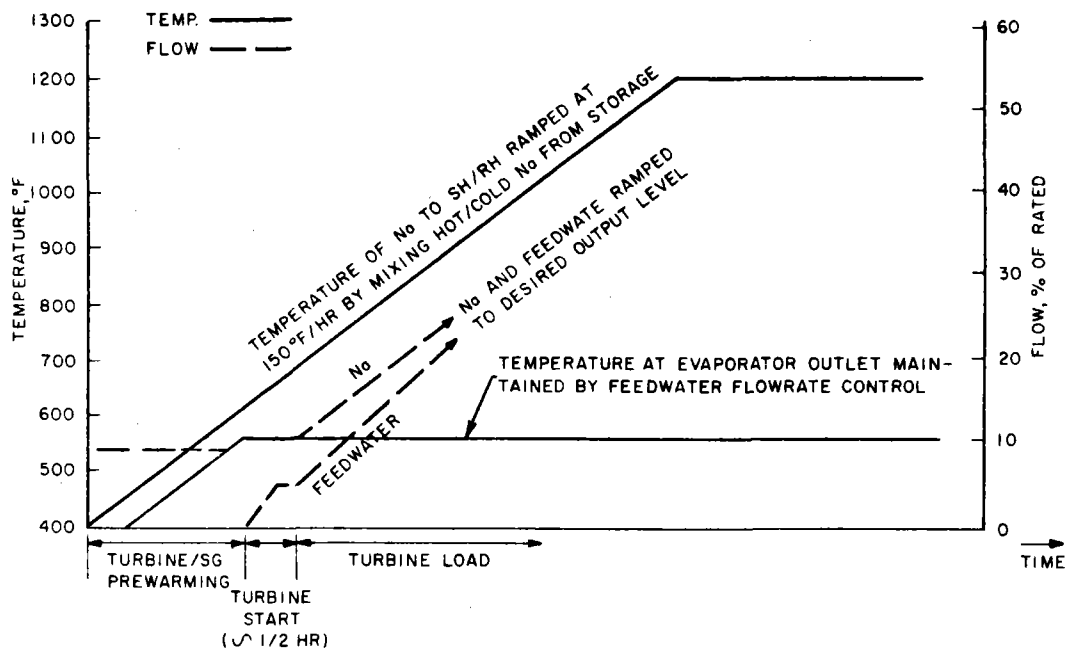 TEMP.
FLOW
1300
1200
1100
1000
900
800
700
600
500
400
TEMPERATURE, °F
60
50
40
30
20
10
0
FLOW, % OF RATED
TEMPERATURE OF Na TO SH/RH RAMPED AT
150°F/HR BY MIXING HOT/COLD Na FROM STORAGE
Na AND FEEDWATE RAMPED
TO DESIRED OUTPUT LEVEL
Na
FEEDWATER
TEMPERATURE AT EVAPORATOR OUTLET MAIN-
TAINED BY FEEDWATER FLOWRATE CONTROL
TURBINE/SG
PREWARMING
TURBINE
START
(∽ 1/2 HR)
TURBINE LOAD
TIME